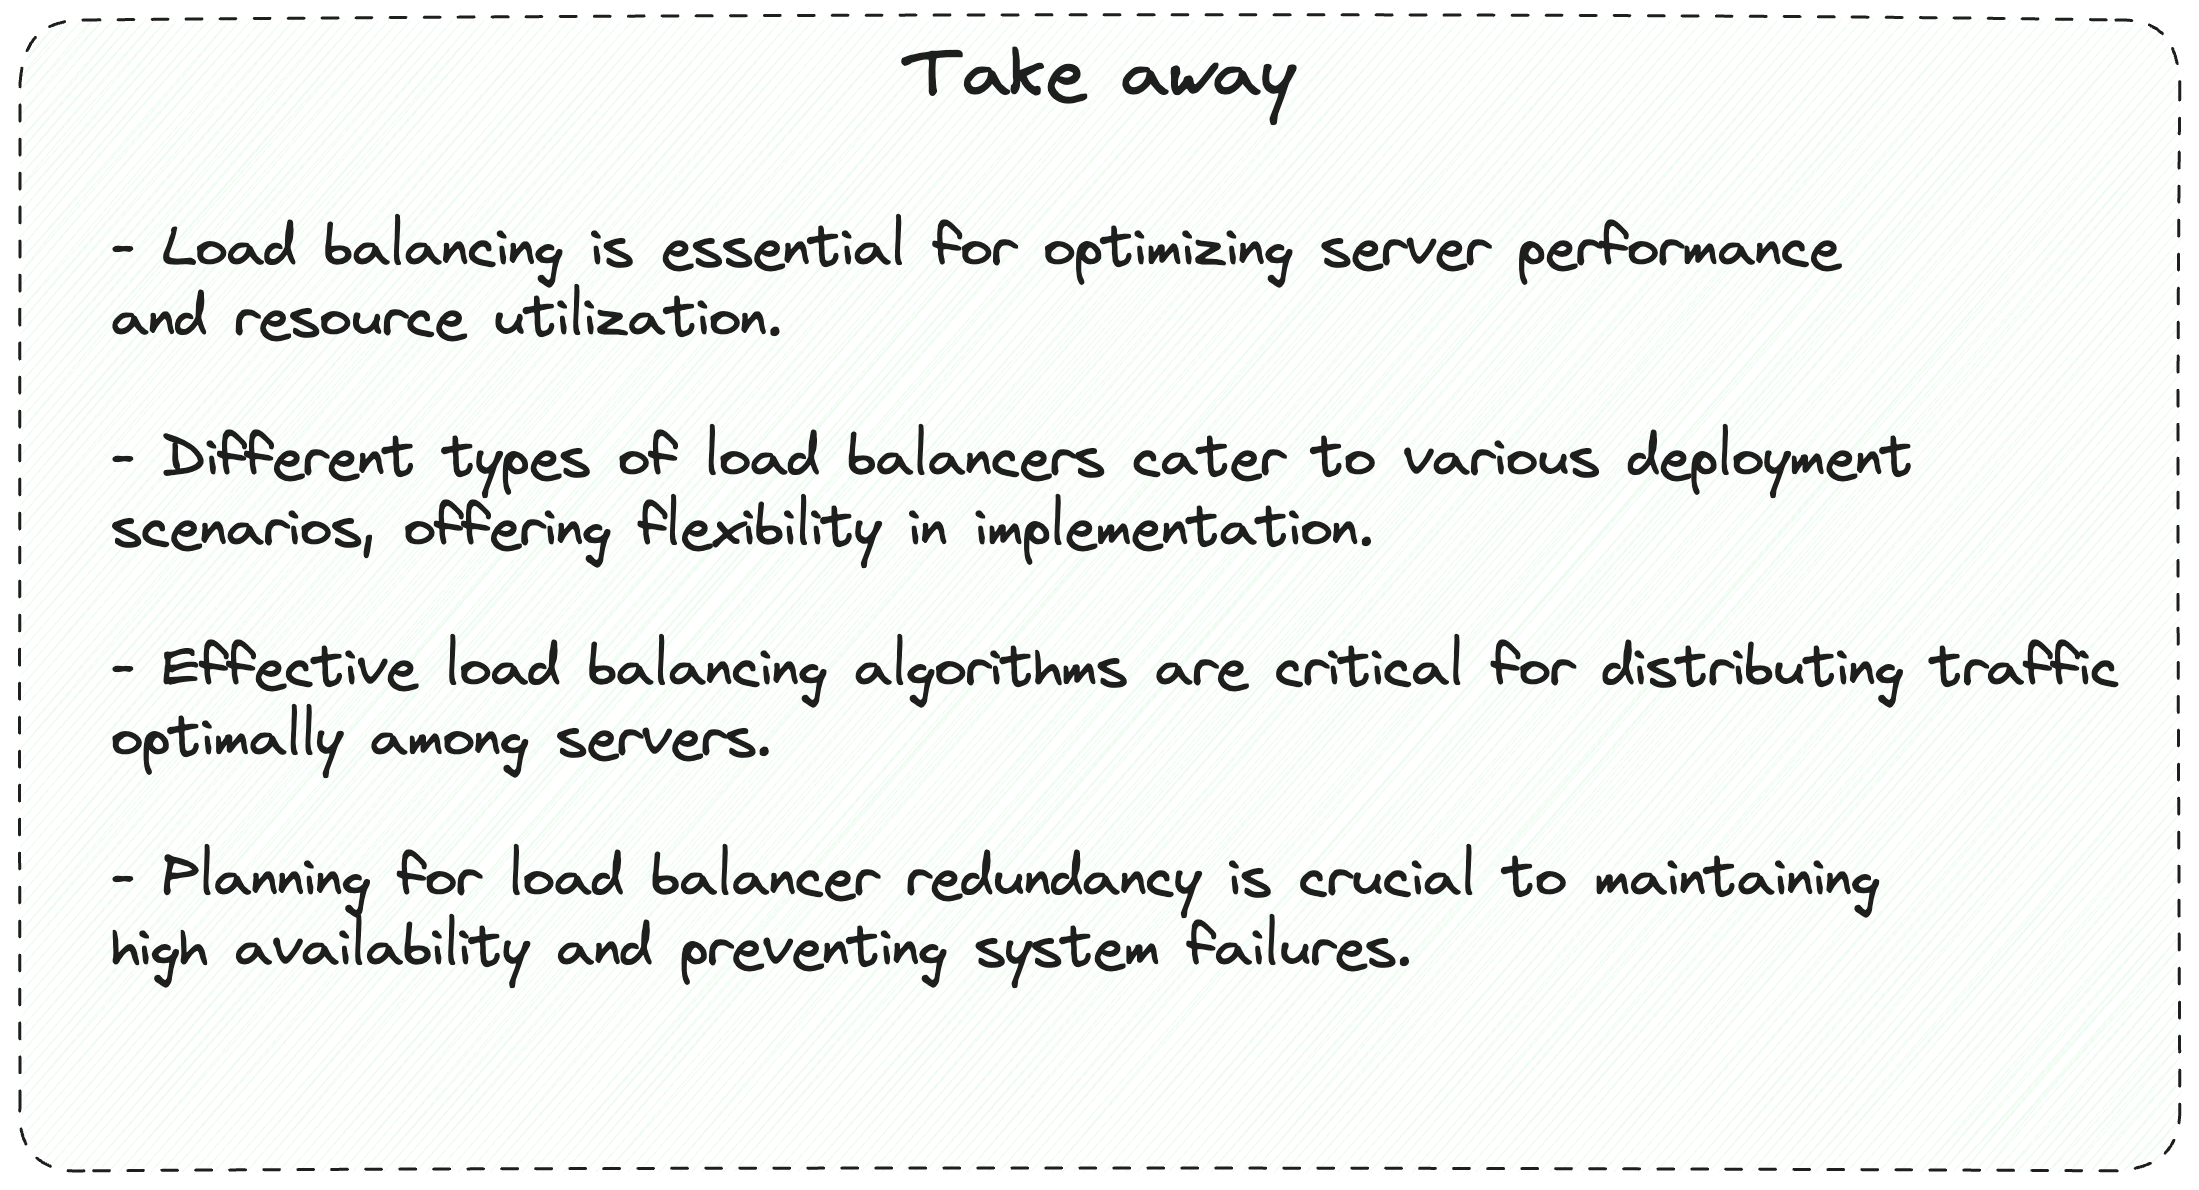 Take away
- Load balancing is essential for optimizing server performance
and resource utilization.
- Different types of load balancers cater to various deployment
scenarios, offering flexibility in implementation.
- Effective load balancing algorithms are critical for distributing traffic
optimally among servers.
- Planning for load balancer redundancy is crucial to maintaining
high availability and preventing system failures.